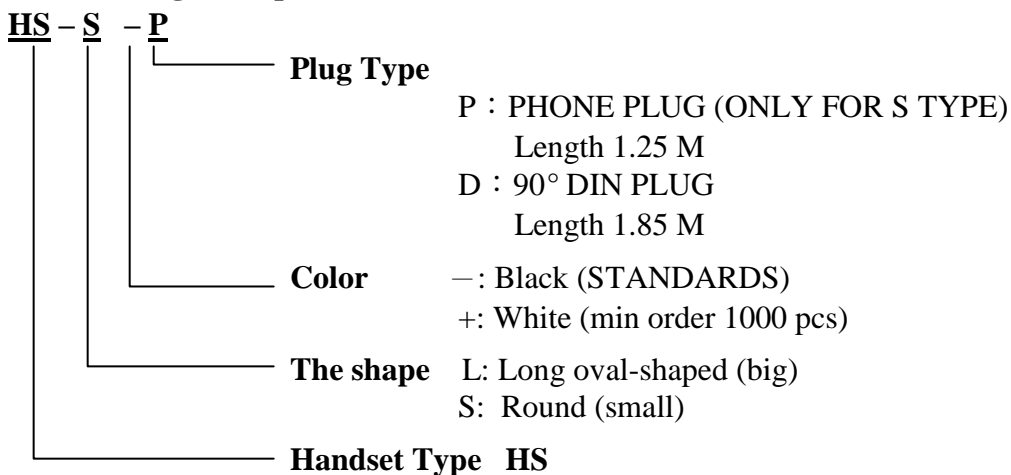 HS – S – P
Plug Type
P：PHONE PLUG (ONLY FOR S TYPE)
Length 1.25 M
D：90° DIN PLUG
Length 1.85 M
Color －: Black (STANDARDS)
+: White (min order 1000 pcs)
The shape L: Long oval-shaped (big)
S: Round (small)
Handset Type HS